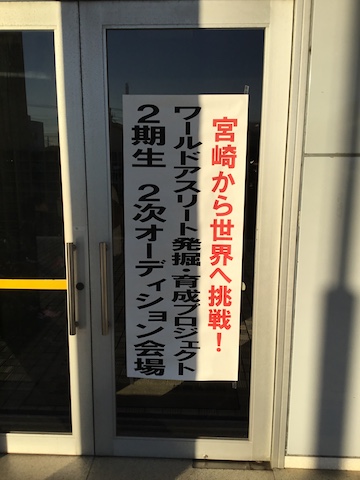 宮崎から世界へ挑戦！
ワールドアスリート発掘・育成プロジェクト
２期生　２次オーディション会場